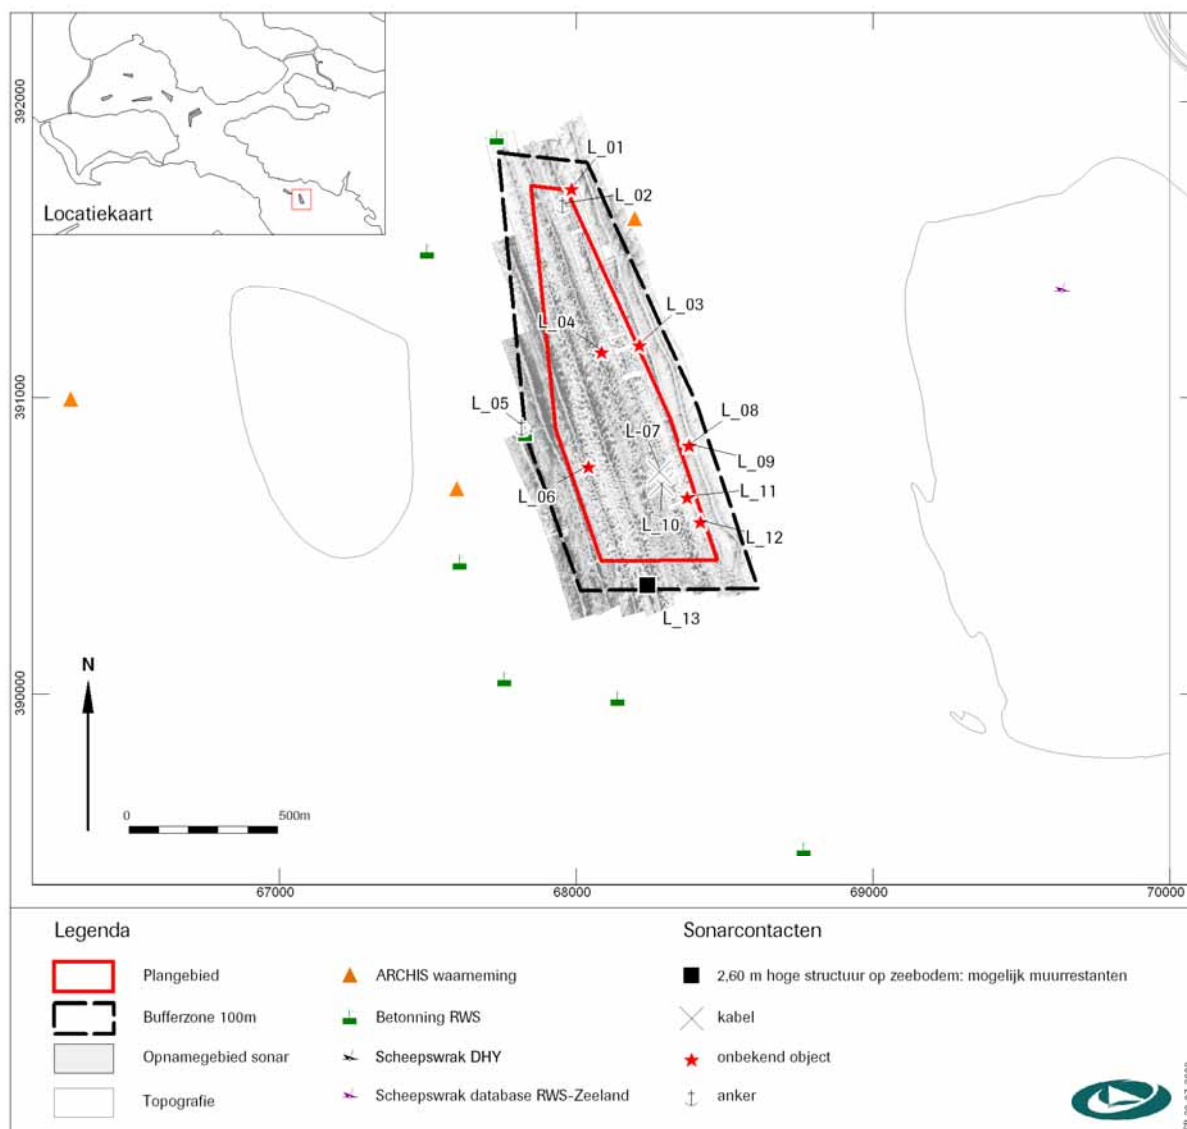 Locatiekaart
392000
391000
390000
L_01
L_02
L_03
L_04
L_05
L_08
L-07
L_09
L_06
L_11
L_10
L_12
L_13
N
0 500m
67000 68000 69000 70000
Legenda
Plangebied
Bufferzone 100m
Opnamegebied sonar
Topografie
ARCHIS waarneming
Betonning RWS
Scheepswrak DHY
Scheepswrak database RWS-Zeeland
Sonarcontacten
2,60 m hoge structuur op zeebodem: mogelijk muurrestanten
kabel
onbekend object
anker